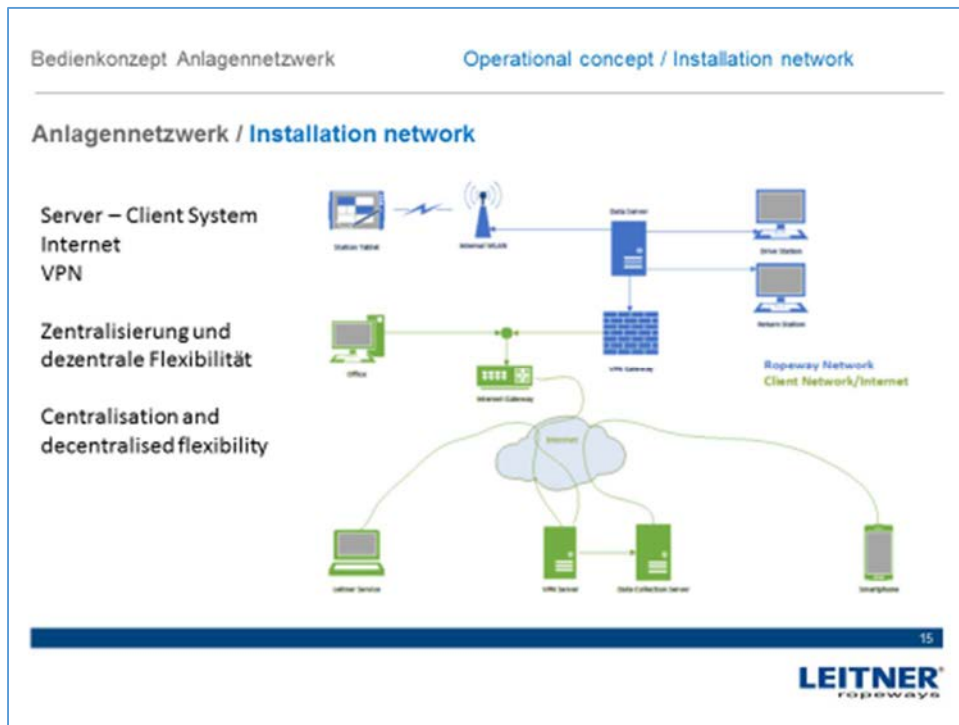 Bedienkonzept Anlagennetzwerk
Operational concept / Installation network
Anlagennetzwerk / Installation network
Server – Client System
Internet
VPN
Zentralisierung und
dezentrale Flexibilität
Centralisation and
decentralised flexibility
Station Tablet
Internal WLAN
Data Server
Drive Station
Return Station
Office
VPN Gateway
Internet Gateway
Ropeway Network
Client Network/Internet
Internet
Leitner Service
VPN Server
Data Collection Server
Smartphone
15
LEITNER®
ropeways